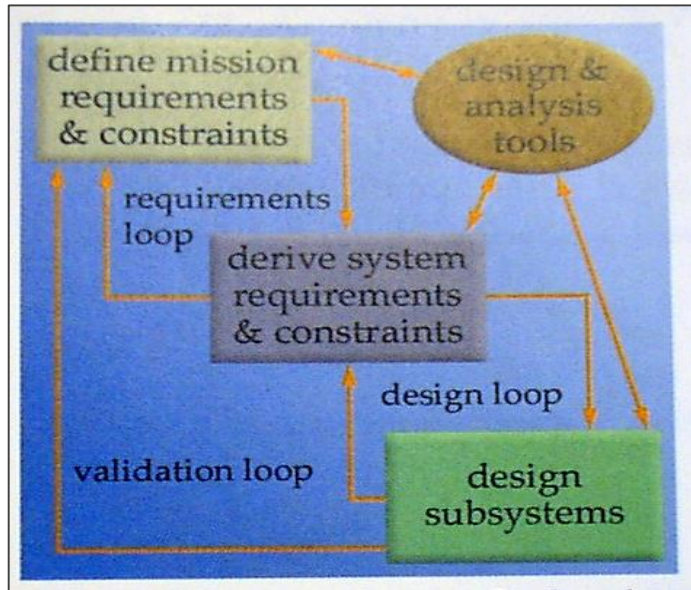 define mission
requirements
& constraints
design &
analysis
tools
requirements
loop
derive system
requirements
& constraints
design loop
validation loop
design
subsystems